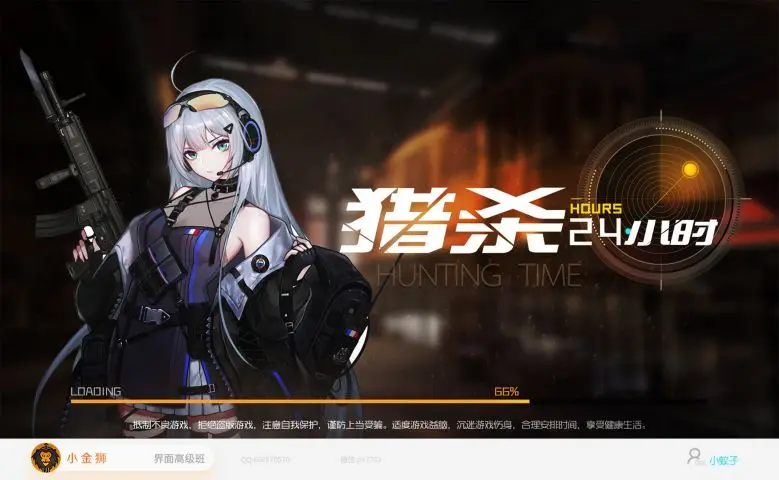 猎杀
HOURS
24小时
HUNTING TIME
LOADING
66%
抵制不良游戏，拒绝盗版游戏，注意自我保护，谨防上当受骗。适度游戏益脑，沉迷游戏伤身，合理安排时间，享受健康生活。
小金狮
界面高级班
小蚁子